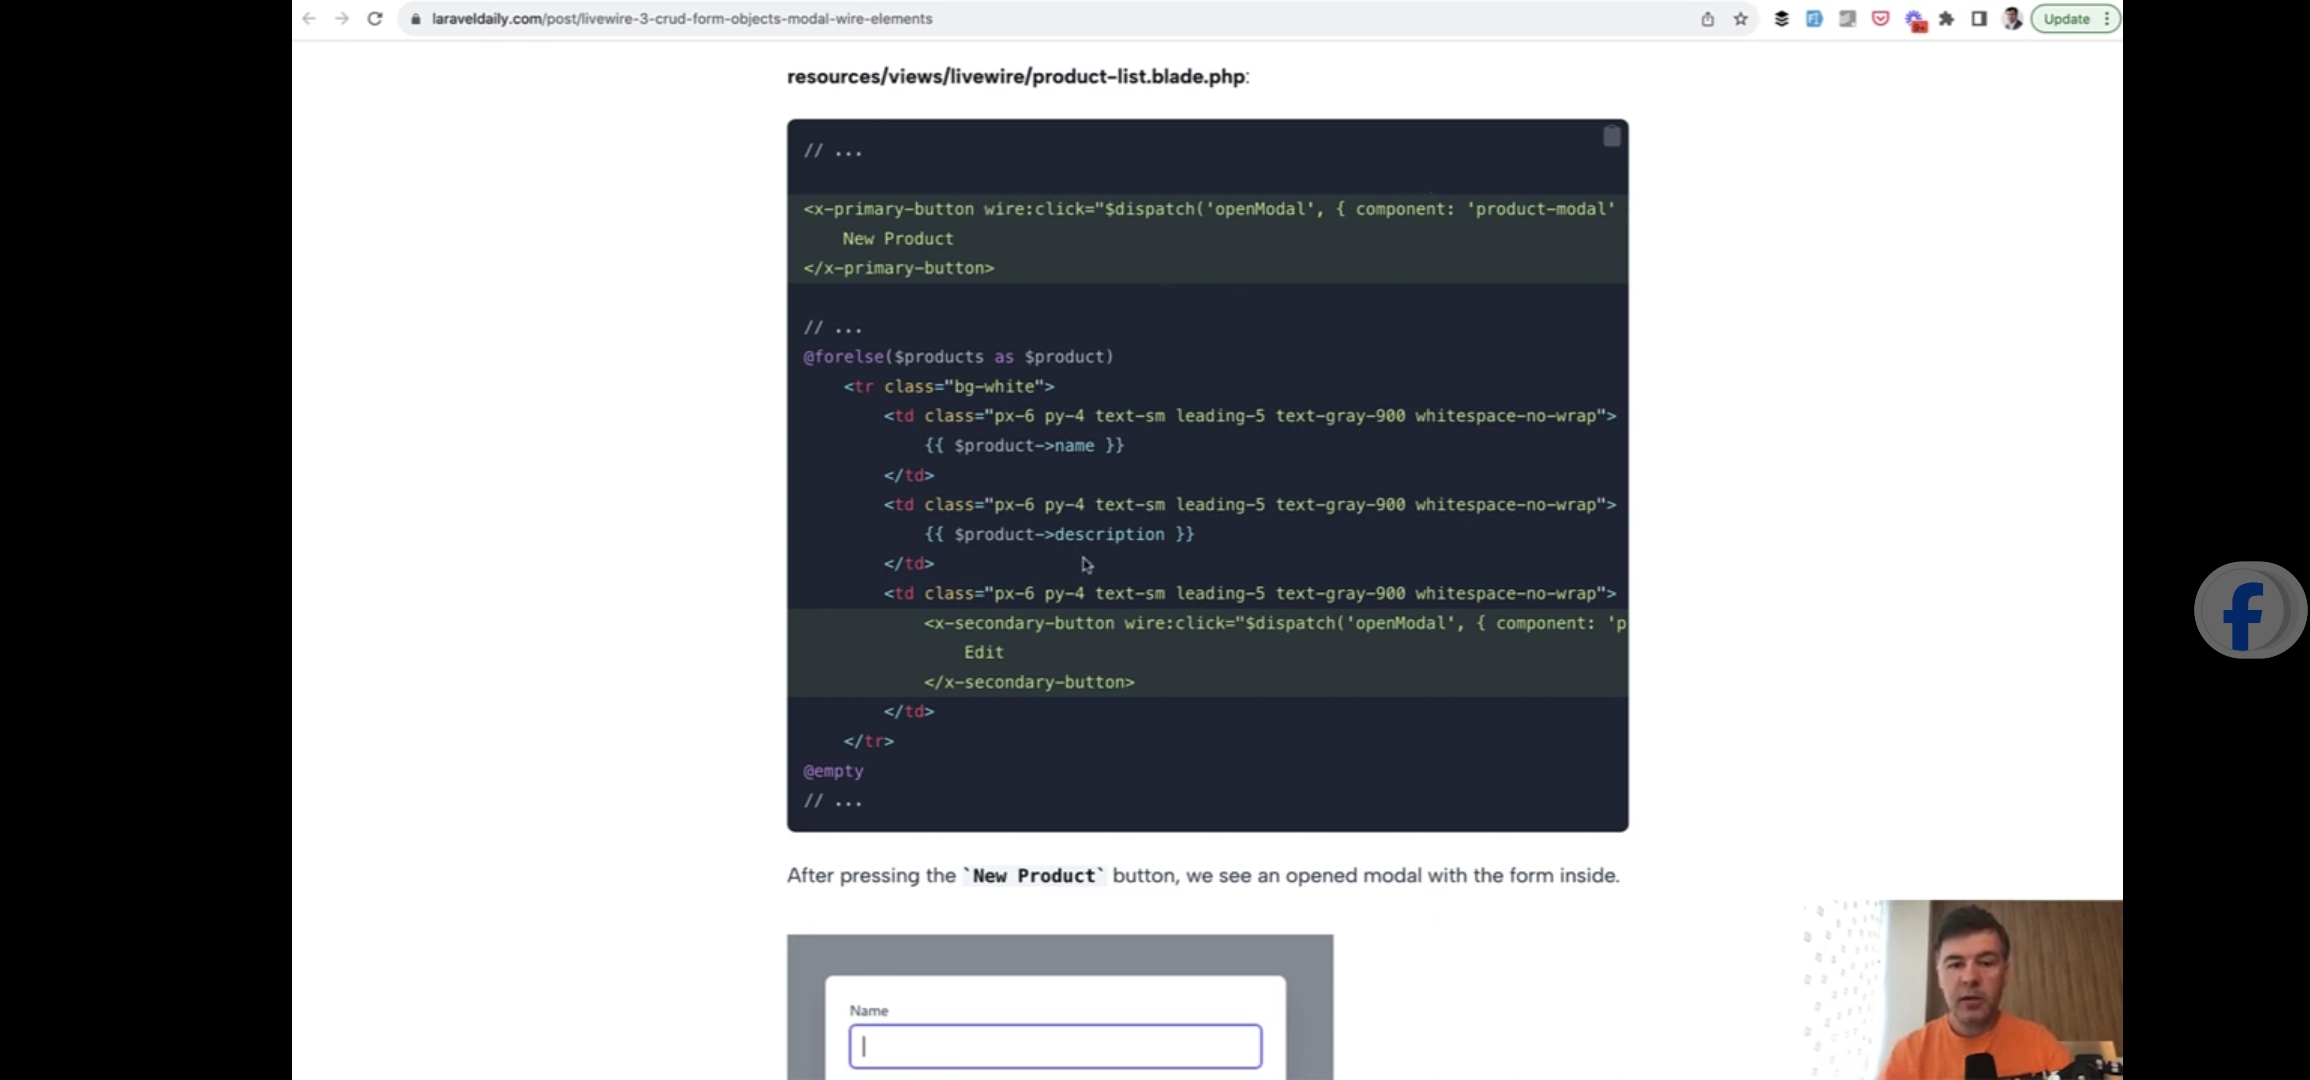 laraveldaily.com/post/livewire-3-crud-form-objects-modal-wire-elements
Update
resources/views/livewire/product-list.blade.php:
// ...
<x-primary-button wire:click="$dispatch('openModal', { component: 'product-modal'
New Product
</x-primary-button>
// ...
@forelse($products as $product)
<tr class="bg-white">
<td class="px-6 py-4 text-sm leading-5 text-gray-900 whitespace-no-wrap">
{{ $product->name }}
</td>
<td class="px-6 py-4 text-sm leading-5 text-gray-900 whitespace-no-wrap">
{{ $product->description }}
</td>
<td class="px-6 py-4 text-sm leading-5 text-gray-900 whitespace-no-wrap">
<x-secondary-button wire:click="$dispatch('openModal', { component: 'p
Edit
</x-secondary-button>
</td>
</tr>
@empty
// ...
After pressing the `New Product` button, we see an opened modal with the form inside.
Name